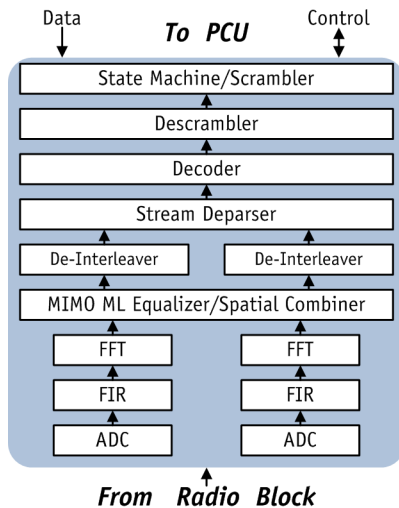 Data
To PCU
Control
State Machine/Scrambler
Descrambler
Decoder
Stream Deparser
De-Interleaver
De-Interleaver
MIMO ML Equalizer/Spatial Combiner
FFT
FFT
FIR
FIR
ADC
ADC
From Radio Block